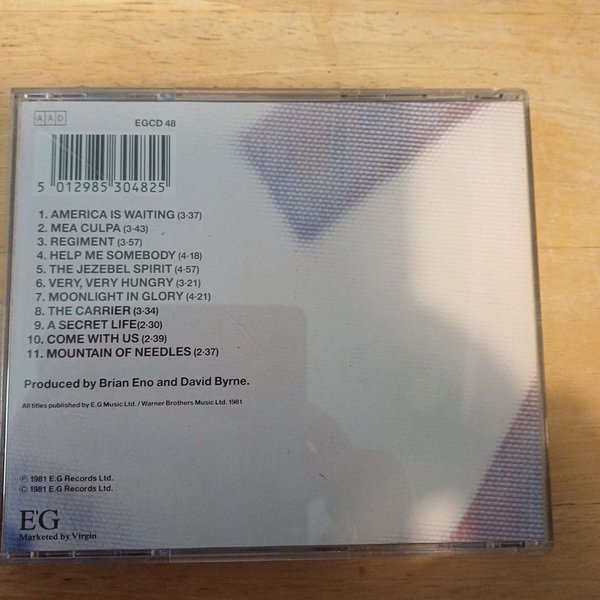 AAD
EGCD 48
5 012985 304825
1. AMERICA IS WAITING (3·37)
2. MEA CULPA (3·43)
3. REGIMENT (3·57)
4. HELP ME SOMEBODY (4·18)
5. THE JEZEBEL SPIRIT (4·57)
6. VERY, VERY HUNGRY (3·21)
7. MOONLIGHT IN GLORY (4·21)
8. THE CARRIER (3·34)
9. A SECRET LIFE(2·30)
10. COME WITH US (2·39)
11. MOUNTAIN OF NEEDLES (2·37)
Produced by Brian Eno and David Byrne.
All titles published by E.G Music Ltd. / Warner Brothers Music Ltd. 1981
℗ 1981 E.G Records Ltd.
© 1981 E.G Records Ltd.
E'G
Marketed by Virgin